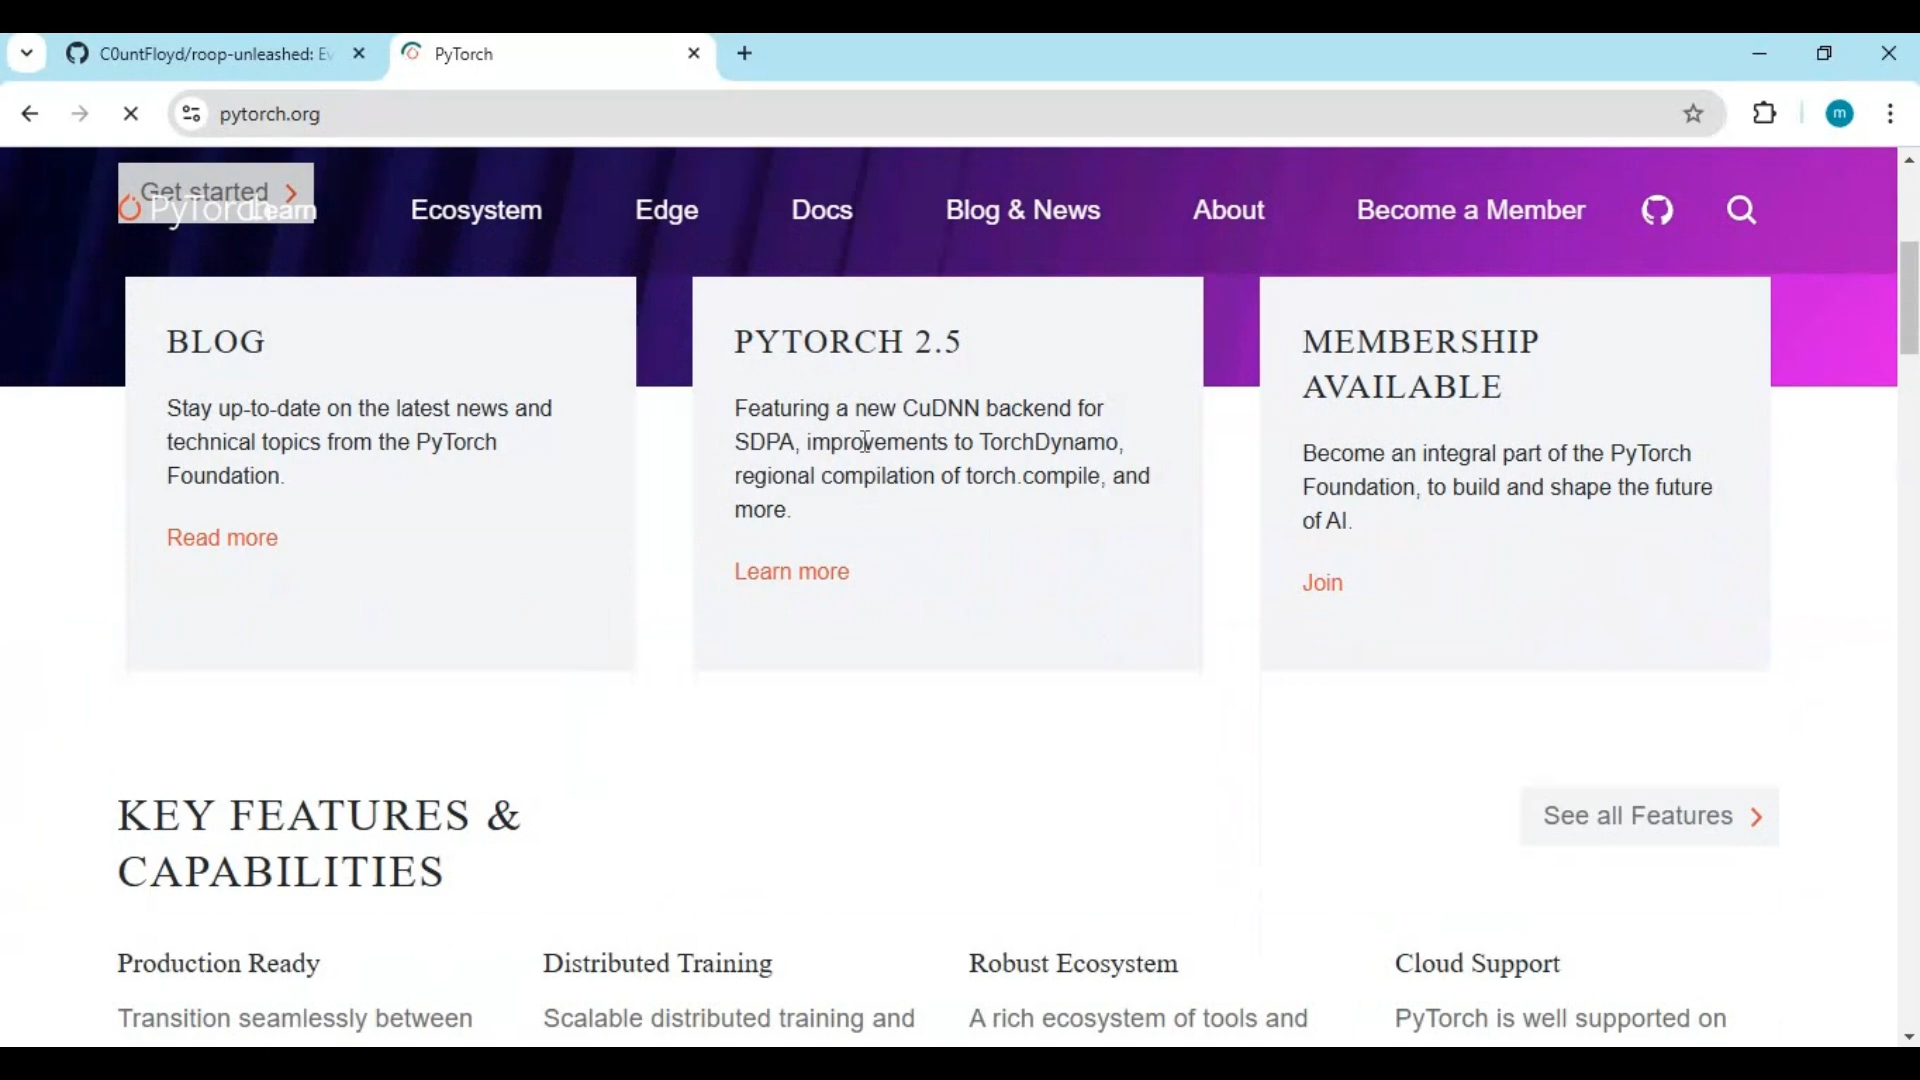 C0untFloyd/roop-unleashed: Ev
PyTorch
pytorch.org
m
Get started
PyTorch
Learn
Ecosystem
Edge
Docs
Blog & News
About
Become a Member
BLOG
Stay up-to-date on the latest news and
technical topics from the PyTorch
Foundation.
Read more
PYTORCH 2.5
Featuring a new CuDNN backend for
SDPA, improvements to TorchDynamo,
regional compilation of torch.compile, and
more.
Learn more
MEMBERSHIP
AVAILABLE
Become an integral part of the PyTorch
Foundation, to build and shape the future
of AI.
Join
KEY FEATURES &
CAPABILITIES
See all Features
Production Ready
Transition seamlessly between
Distributed Training
Scalable distributed training and
Robust Ecosystem
A rich ecosystem of tools and
Cloud Support
PyTorch is well supported on